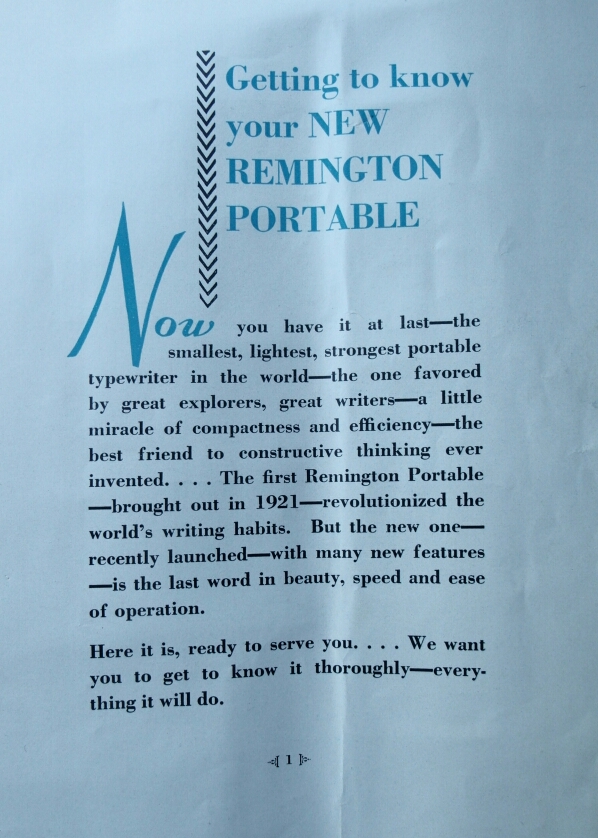 Getting to know
your NEW
REMINGTON
PORTABLE
Now you have it at last—the
smallest, lightest, strongest portable
typewriter in the world—the one favored
by great explorers, great writers—a little
miracle of compactness and efficiency—the
best friend to constructive thinking ever
invented. . . . The first Remington Portable
—brought out in 1921—revolutionized the
world's writing habits. But the new one—
recently launched—with many new features
—is the last word in beauty, speed and ease
of operation.
Here it is, ready to serve you. . . . We want
you to get to know it thoroughly—every-
thing it will do.
1